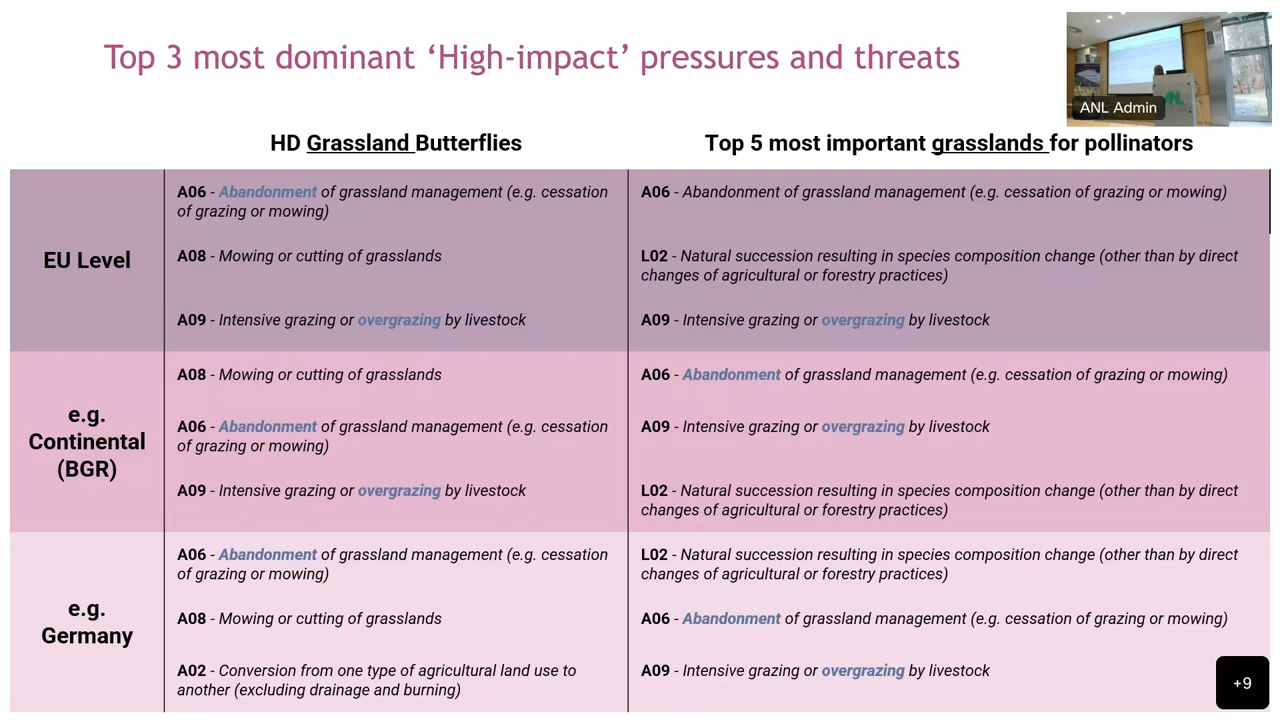 Top 3 most dominant ‘High-impact’ pressures and threats
ANL Admin
HD Grassland Butterflies
Top 5 most important grasslands for pollinators
EU Level
A06 - Abandonment of grassland management (e.g. cessation
of grazing or mowing)
A08 - Mowing or cutting of grasslands
A09 - Intensive grazing or overgrazing by livestock
A06 - Abandonment of grassland management (e.g. cessation of grazing or mowing)
L02 - Natural succession resulting in species composition change (other than by direct
changes of agricultural or forestry practices)
A09 - Intensive grazing or overgrazing by livestock
e.g.
Continental
(BGR)
A08 - Mowing or cutting of grasslands
A06 - Abandonment of grassland management (e.g. cessation
of grazing or mowing)
A09 - Intensive grazing or overgrazing by livestock
A06 - Abandonment of grassland management (e.g. cessation of grazing or mowing)
A09 - Intensive grazing or overgrazing by livestock
L02 - Natural succession resulting in species composition change (other than by direct
changes of agricultural or forestry practices)
e.g.
Germany
A06 - Abandonment of grassland management (e.g. cessation
of grazing or mowing)
A08 - Mowing or cutting of grasslands
A02 - Conversion from one type of agricultural land use to
another (excluding drainage and burning)
L02 - Natural succession resulting in species composition change (other than by direct
changes of agricultural or forestry practices)
A06 - Abandonment of grassland management (e.g. cessation of grazing or mowing)
A09 - Intensive grazing or overgrazing by livestock
+9